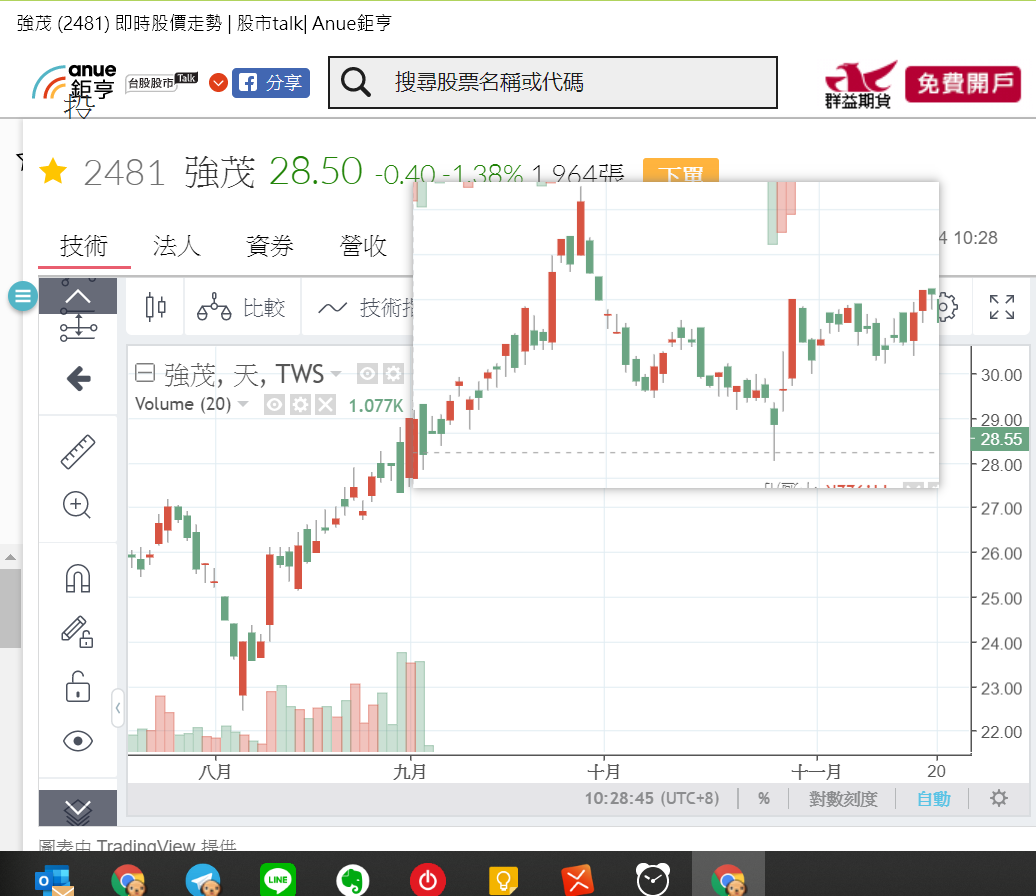 強茂 (2481) 即時股價走勢 | 股市talk| Anue鉅亨
anue
鉅亨
台股股市 Talk
分享
搜尋股票名稱或代碼
群益期貨
免費開戶
投
2481 強茂 28.50 -0.40 -1.38% 1,964張
下單
技術 法人 資券 營收
4 10:28
比較
技術指
強茂, 天, TWS
Volume (20)
1.077K
30.00
29.00
28.55
28.00
27.00
26.00
25.00
24.00
23.00
22.00
八月 九月 十月 十一月 20
10:28:45 (UTC+8) % 對數刻度 自動
圖表由 TradingView 提供
LINE